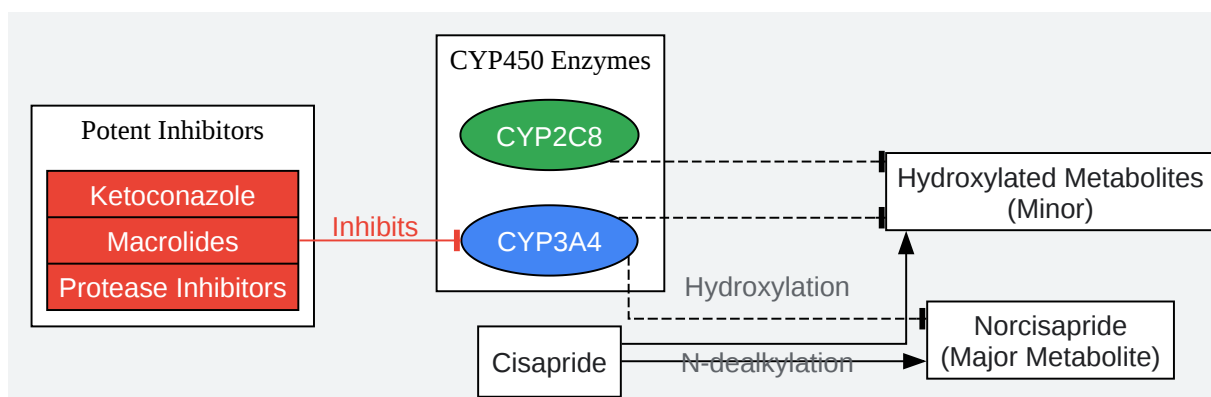 Potent Inhibitors
Ketoconazole
Macrolides
Protease Inhibitors
Inhibits
CYP450 Enzymes
CYP2C8
CYP3A4
Hydroxylated Metabolites
(Minor)
Hydroxylation
Cisapride
N-dealkylation
Norcisapride
(Major Metabolite)